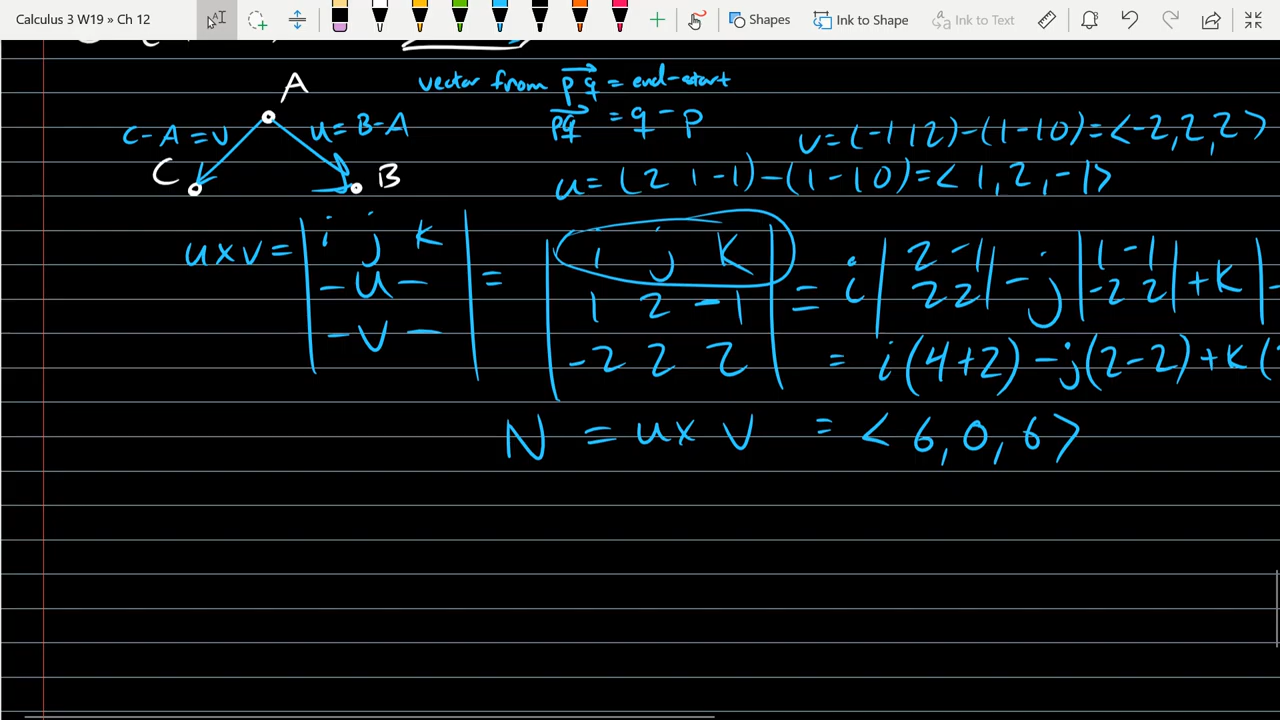 Calculus 3 W19 » Ch 12
Shapes
Ink to Shape
Ink to Text
A
vector from pq = end-start
C-A = v
u = B-A
pq = q - p
v = (-1 1 2) - (1 -1 0) = < -2, 2, 2 >
C
B
u = (2 1 -1) - (1 -1 0) = < 1, 2, -1 >
u x v = | i j k | = | i j k | = i | 2 -1 | - j | 1 -1 | + k |
- u - 1 2 -1 2 2 -2 2
- v - -2 2 2 = i(4+2) - j(2-2) + k(
N = u x v = < 6, 0, 6 >